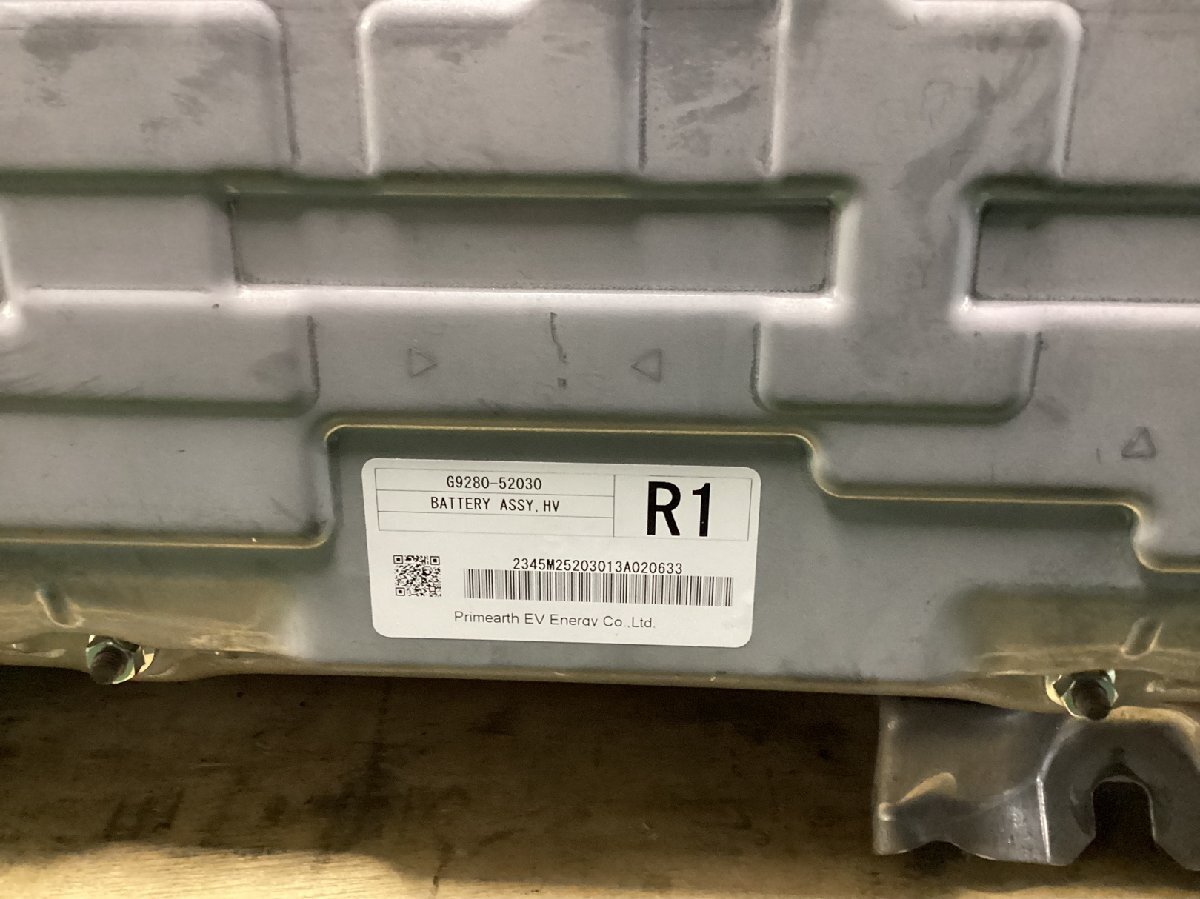 G9280-52030
BATTERY ASSY,HV
R1
2345M25203013A020633
Primearth EV Energy Co.,Ltd.